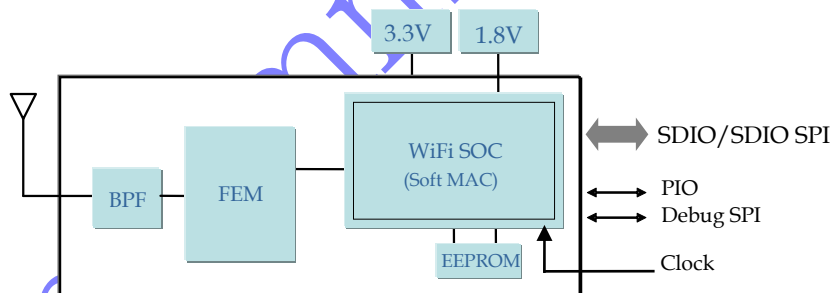 3.3V
1.8V
SDIO/SDIO SPI
WiFi SOC
(Soft MAC)
BPF
FEM
PIO
Debug SPI
EEPROM
Clock